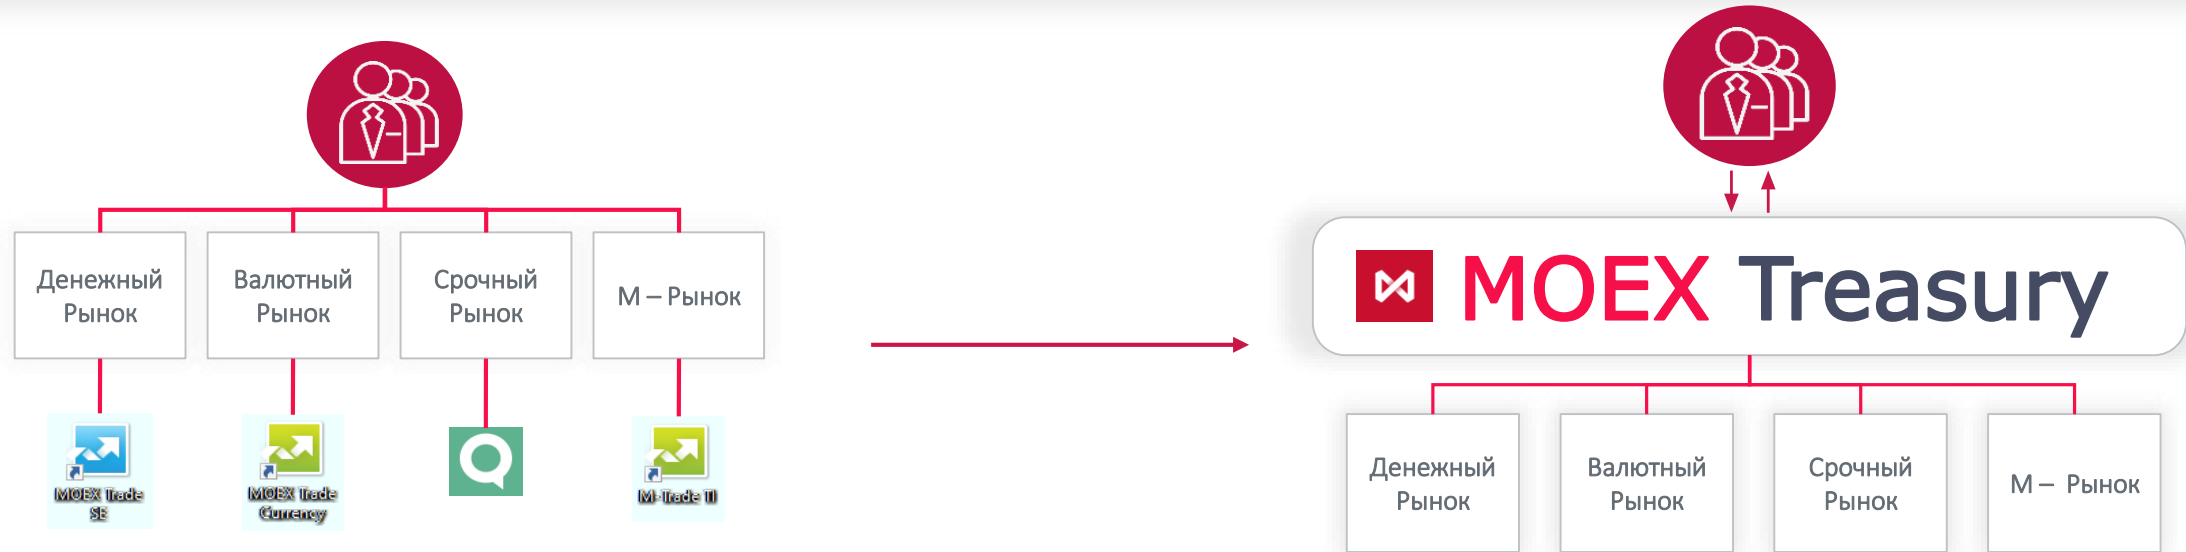 Денежный
Рынок
Валютный
Рынок
Срочный
Рынок
М – Рынок
MOEX Trade
SE
MOEX Trade
Currency
M-Trade TI
MOEX Treasury
Денежный
Рынок
Валютный
Рынок
Срочный
Рынок
М – Рынок